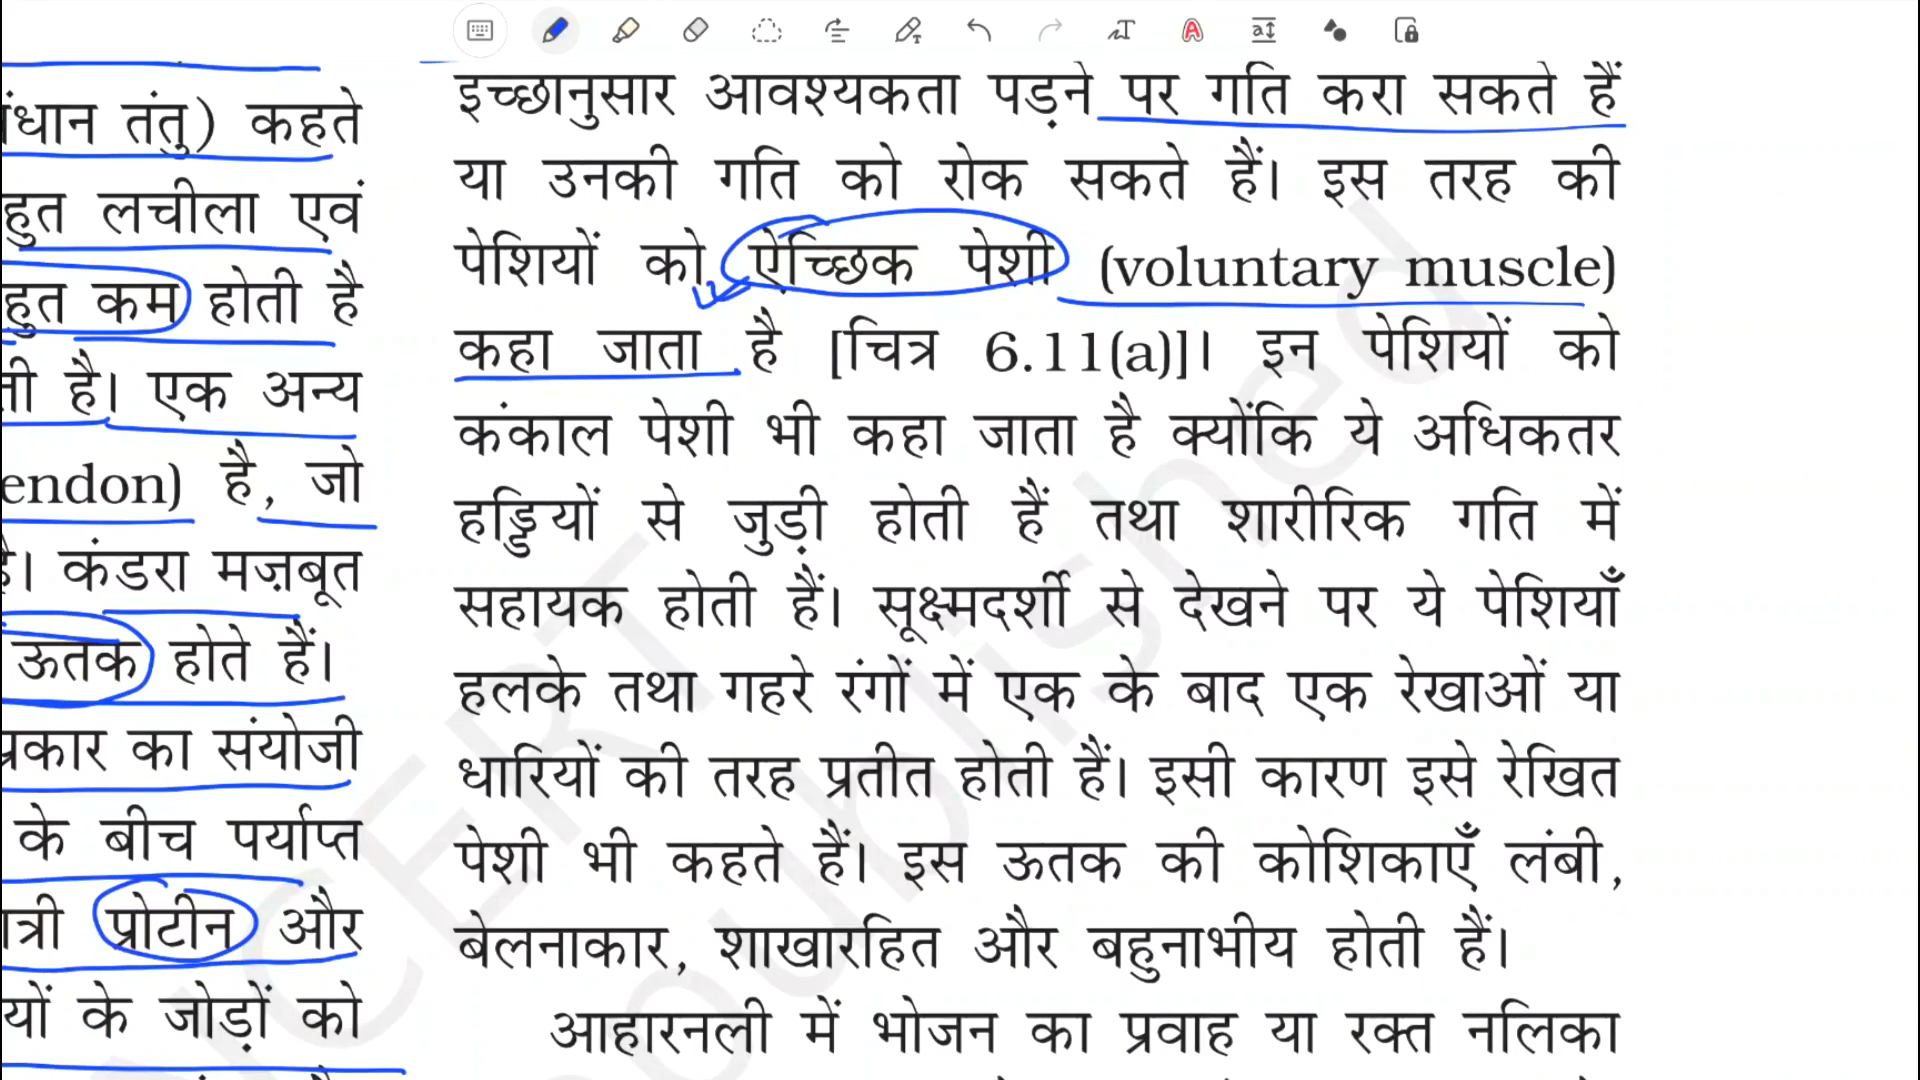 धान तंतु) कहते
लचीला एवं
कम होती है
है। एक अन्य
endon) है, जो
कंडरा मज़बूत
ऊतक होते हैं।
का संयोजी
के बीच पर्याप्त
प्रोटीन और
के जोड़ों को
इच्छानुसार आवश्यकता पड़ने पर गति करा सकते हैं
या उनकी गति को रोक सकते हैं। इस तरह की
पेशियों को ऐच्छिक पेशी (voluntary muscle)
कहा जाता है [चित्र 6.11(a)]। इन पेशियों को
कंकाल पेशी भी कहा जाता है क्योंकि ये अधिकतर
हड्डियों से जुड़ी होती हैं तथा शारीरिक गति में
सहायक होती हैं। सूक्ष्मदर्शी से देखने पर ये पेशियाँ
हलके तथा गहरे रंगों में एक के बाद एक रेखाओं या
धारियों की तरह प्रतीत होती हैं। इसी कारण इसे रेखित
पेशी भी कहते हैं। इस ऊतक की कोशिकाएँ लंबी,
बेलनाकार, शाखारहित और बहुनाभीय होती हैं।
आहारनली में भोजन का प्रवाह या रक्त नलिका